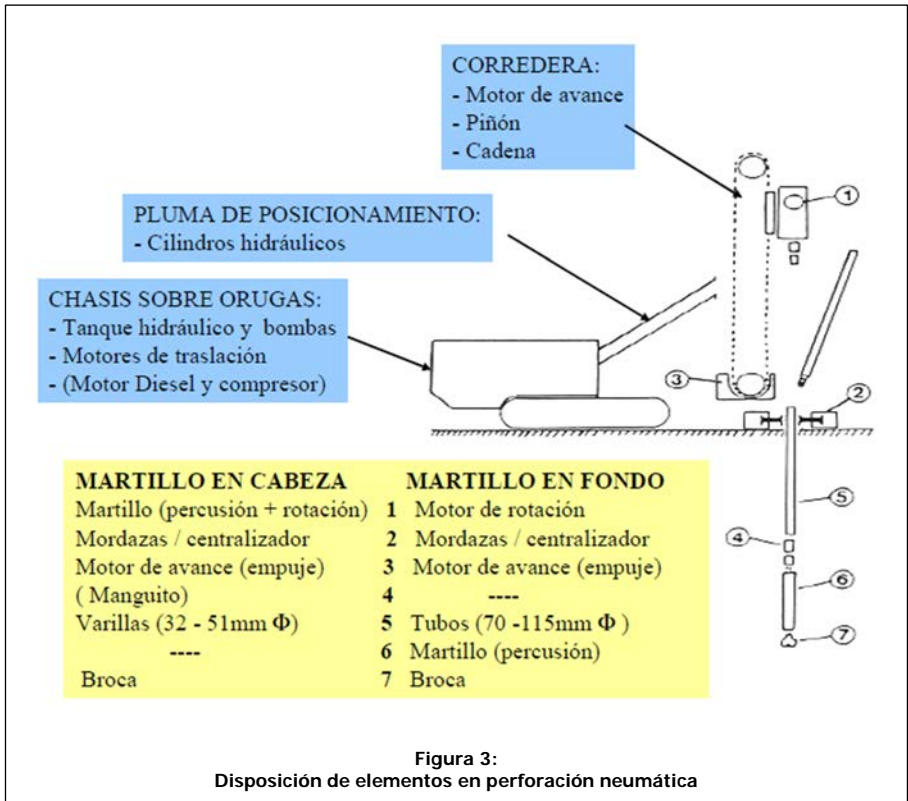 CORREDERA:
- Motor de avance
- Piñón
- Cadena
1
PLUMA DE POSICIONAMIENTO:
- Cilindros hidráulicos
CHASIS SOBRE ORUGAS:
- Tanque hidráulico y bombas
- Motores de traslación
- (Motor Diesel y compresor)
3
2
MARTILLO EN CABEZA MARTILLO EN FONDO
Martillo (percusión + rotación) 1 Motor de rotación
Mordazas / centralizador 2 Mordazas / centralizador
Motor de avance (empuje) 3 Motor de avance (empuje)
( Manguito) 4 ----
Varillas (32 - 51mm Φ) 5 Tubos (70 -115mm Φ )
---- 6 Martillo (percusión)
Broca 7 Broca
5
4
6
7
Figura 3:
Disposición de elementos en perforación neumática